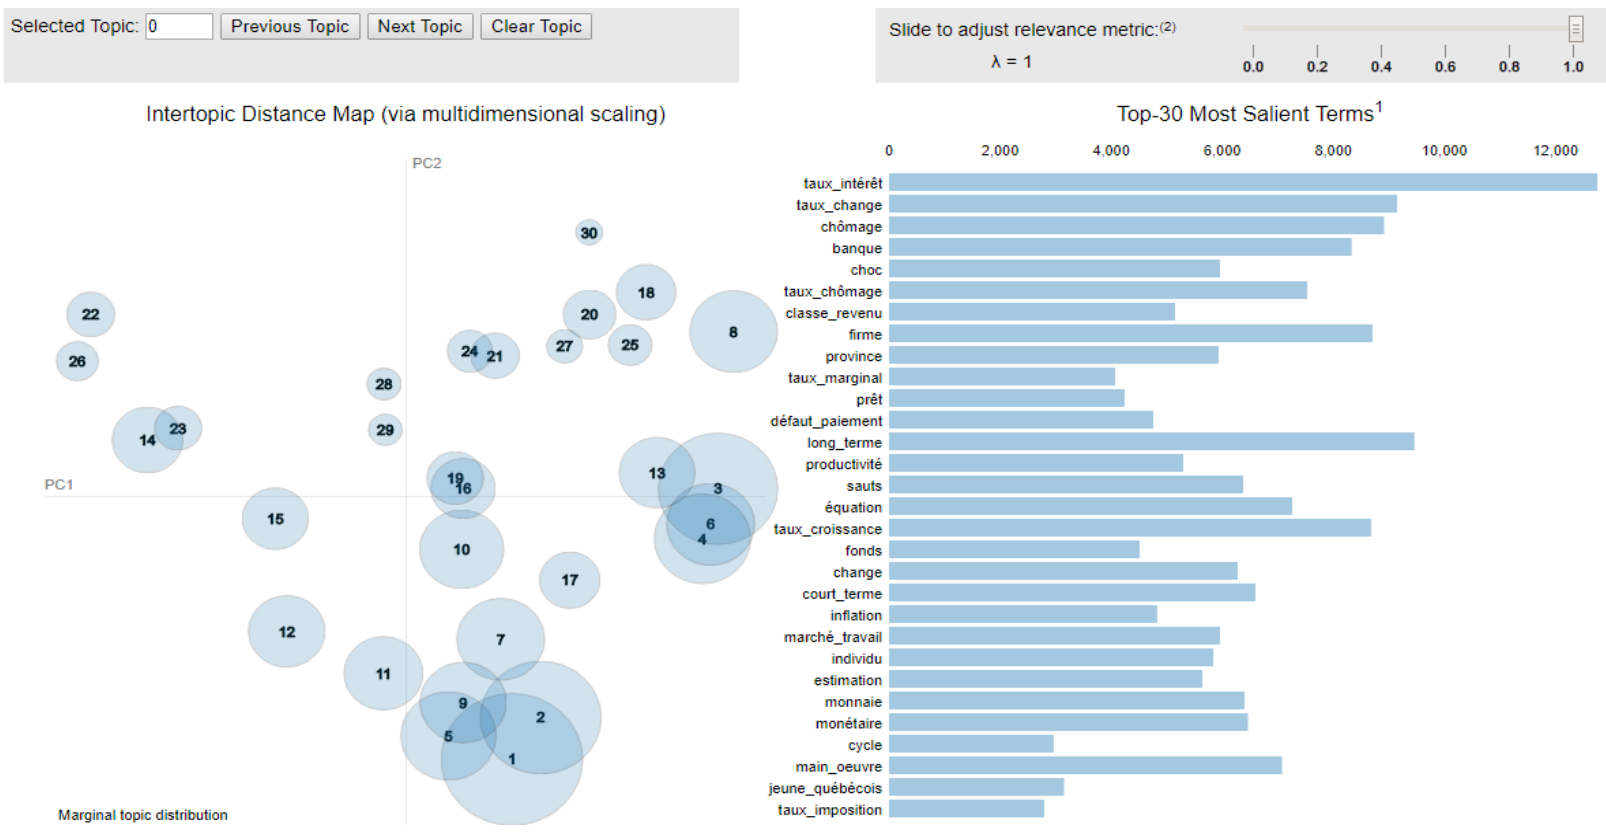 Selected Topic: 0 Previous Topic Next Topic Clear Topic
Slide to adjust relevance metric:(2)
λ = 1
0.0 0.2 0.4 0.6 0.8 1.0
Intertopic Distance Map (via multidimensional scaling)
PC2
PC1
30
18
20
8
22
24
21
27
25
26
28
29
14
23
19
16
13
3
6
4
15
10
17
12
7
11
9
2
5
1
Marginal topic distribution
Top-30 Most Salient Terms1
0 2,000 4,000 6,000 8,000 10,000 12,000
taux_intérêt
taux_change
chômage
banque
choc
taux_chômage
classe_revenu
firme
province
taux_marginal
prêt
défaut_paiement
long_terme
productivité
sauts
équation
taux_croissance
fonds
change
court_terme
inflation
marché_travail
individu
estimation
monnaie
monétaire
cycle
main_oeuvre
jeune_québécois
taux_imposition